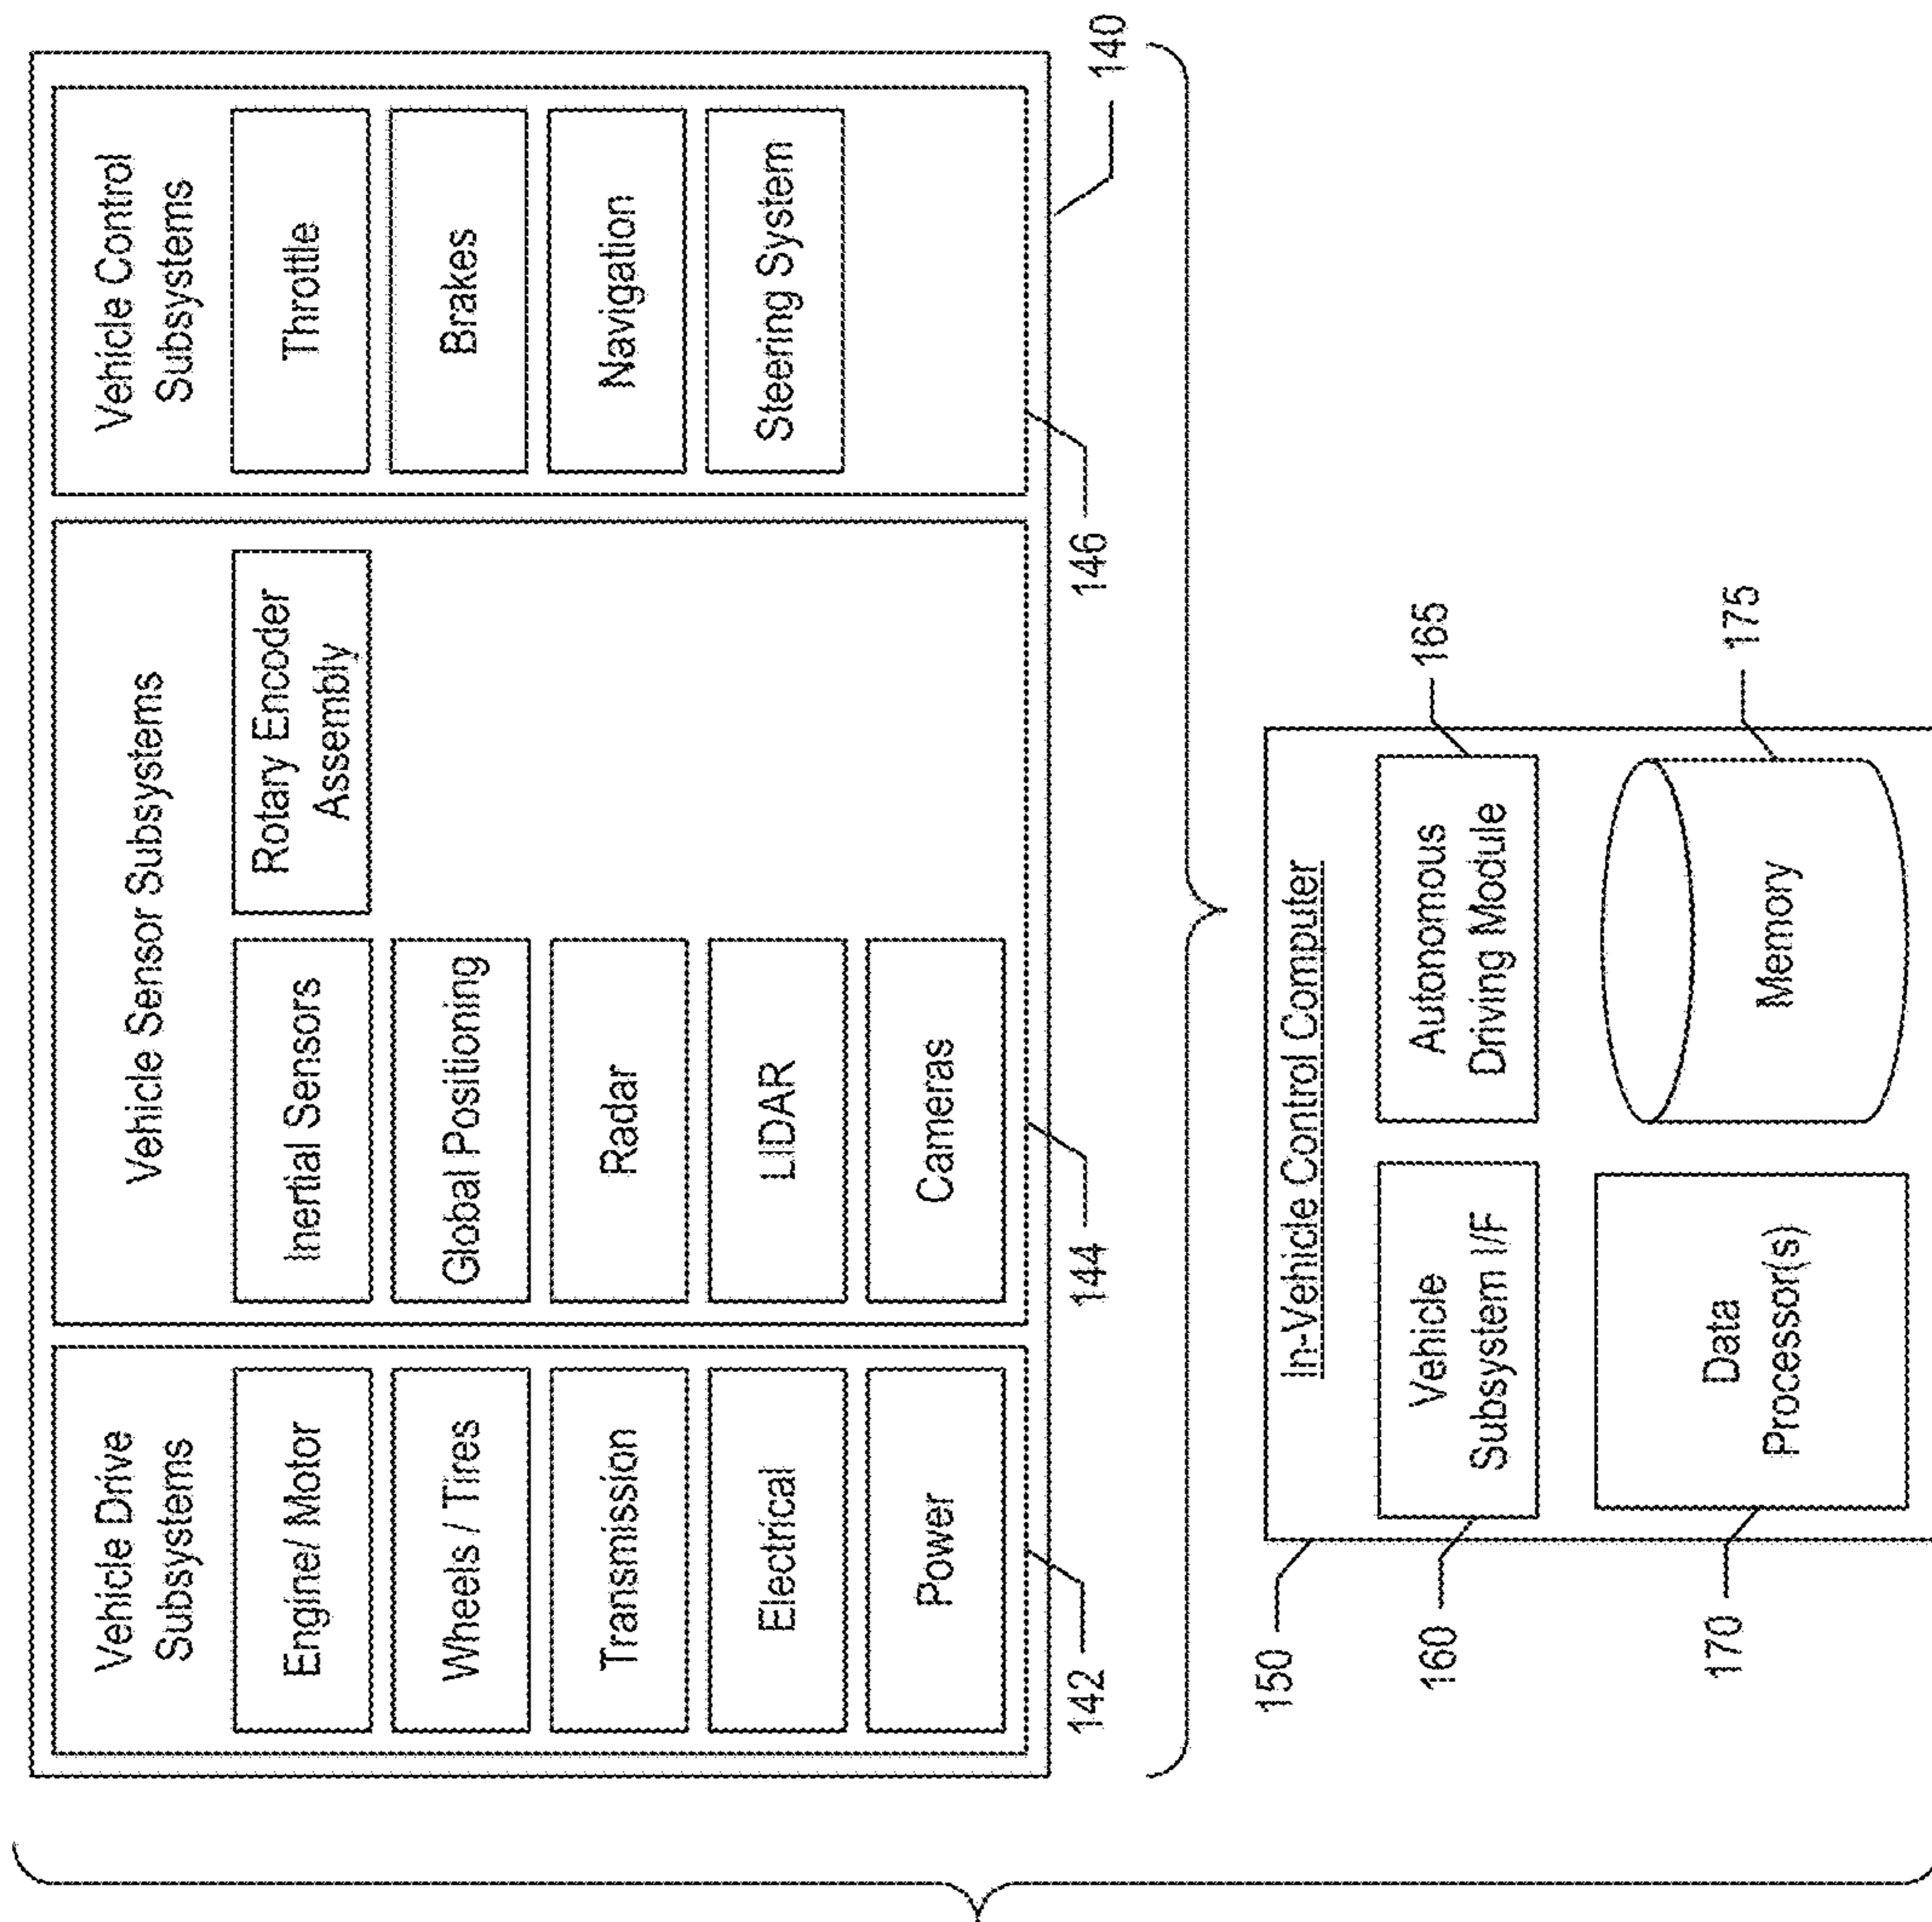 Vehicle Drive
Subsystems
Engine/ Motor
Wheels / Tires
Transmission
Electrical
Power
142
Vehicle Sensor Subsystems
Inertial Sensors
Global Positioning
Radar
LIDAR
Cameras
Rotary Encoder
Assembly
144
Vehicle Control
Subsystems
Throttle
Brakes
Navigation
Steering System
146
140
150
In-Vehicle Control Computer
Vehicle
Subsystem I/F
160
Autonomous
Driving Module
165
Data
Processor(s)
170
Memory
175